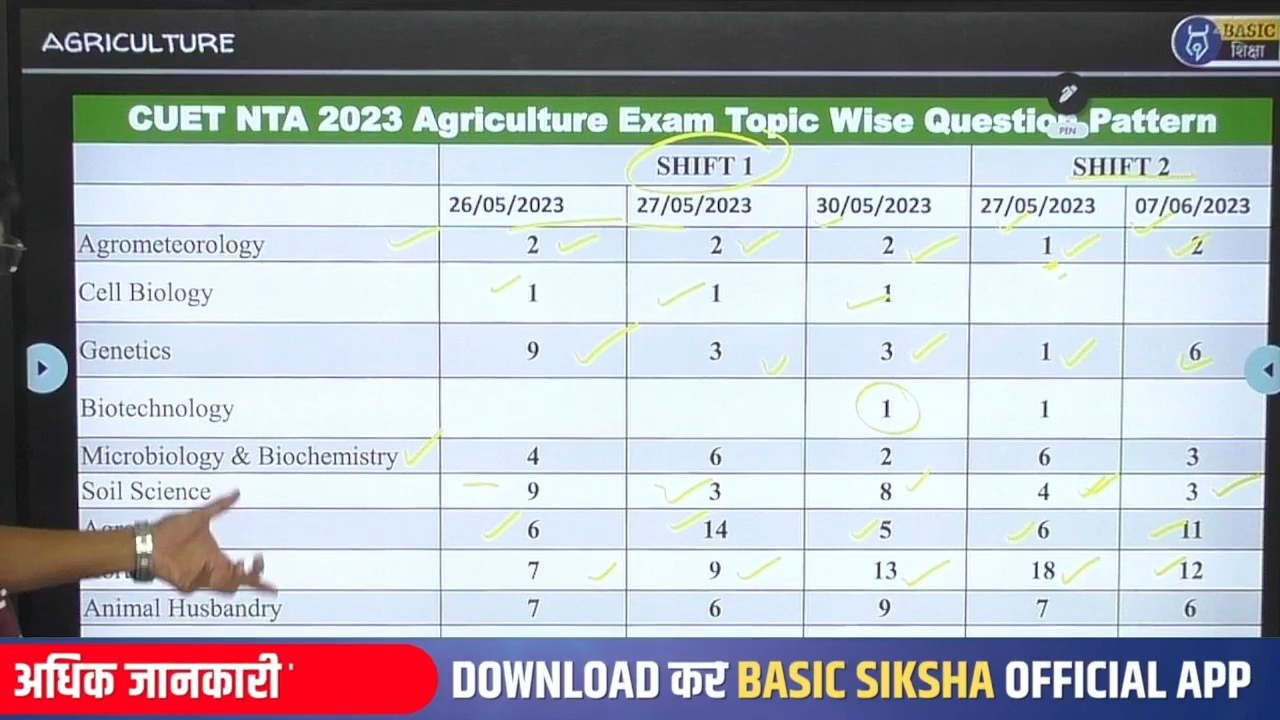 AGRICULTURE
BASIC
शिक्षा
CUET NTA 2023 Agriculture Exam Topic Wise Question Pattern
PEN
SHIFT 1 SHIFT 2
26/05/2023 27/05/2023 30/05/2023 27/05/2023 07/06/2023
Agrometeorology 2 2 2 1 2
Cell Biology 1 1 1
Genetics 9 3 3 1 6
Biotechnology 1 1
Microbiology & Biochemistry 4 6 2 6 3
Soil Science 9 3 8 4 3
6 14 5 6 11
7 9 13 18 12
Animal Husbandry 7 6 9 7 6
अधिक जानकारी
DOWNLOAD करें BASIC SIKSHA OFFICIAL APP